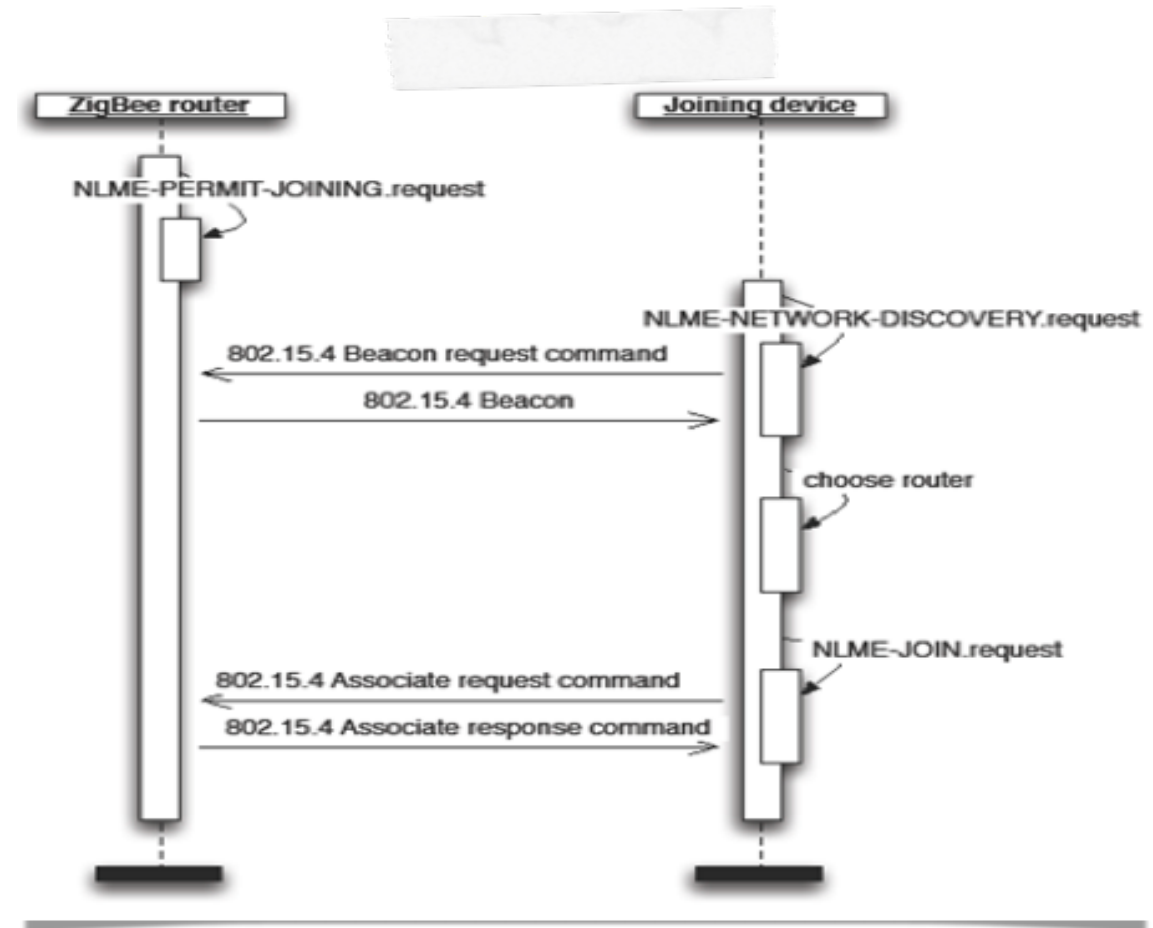 ZigBee router
Joining device
NLME-PERMIT-JOINING.request
NLME-NETWORK-DISCOVERY.request
802.15.4 Beacon request command
802.15.4 Beacon
choose router
NLME-JOIN.request
802.15.4 Associate request command
802.15.4 Associate response command